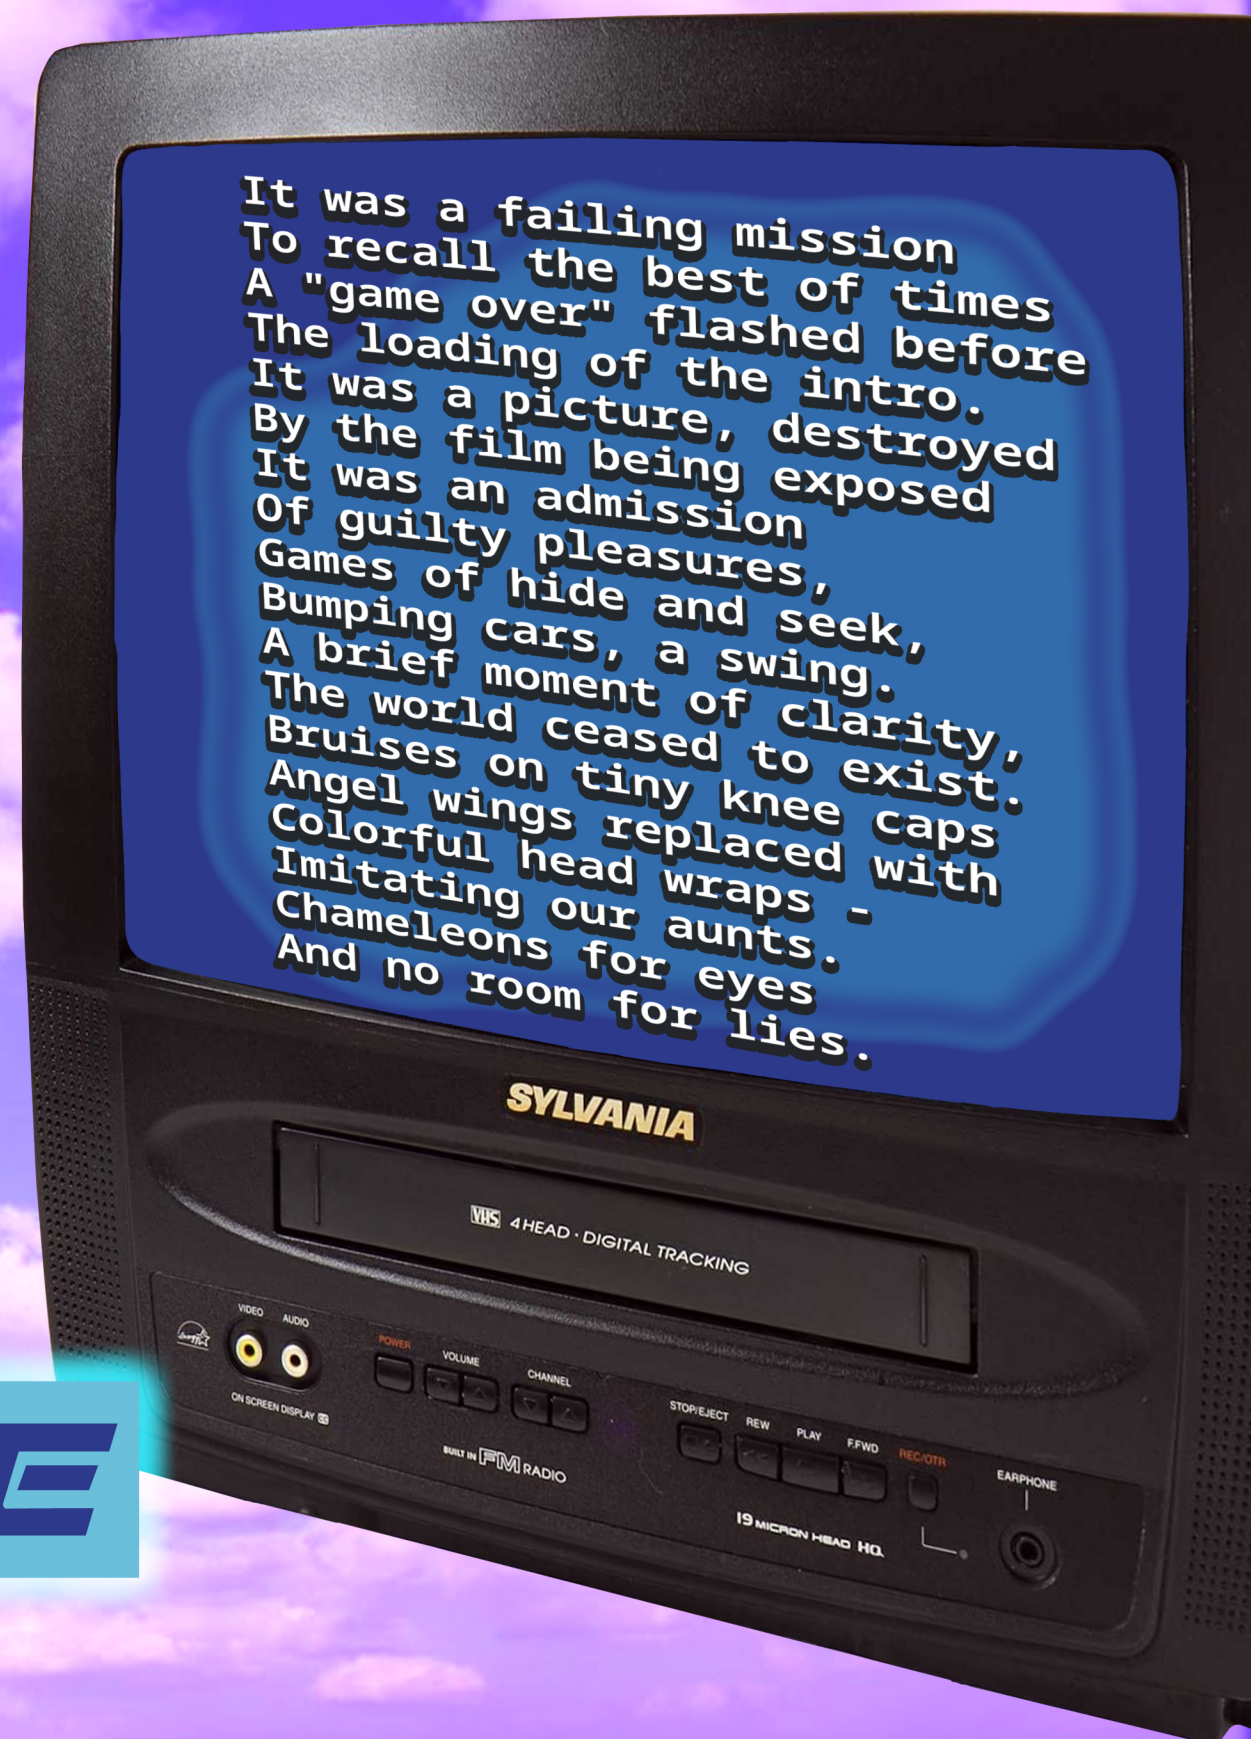 It was a failing mission
To recall the best of times
A "game over" flashed before
The loading of the intro.
It was a picture, destroyed
By the film being exposed
It was an admission
Of guilty pleasures,
Games of hide and seek,
Bumping cars, a swing.
A brief moment of clarity,
The world ceased to exist.
Bruises on tiny knee caps
Angel wings replaced with
Colorful head wraps -
Imitating our aunts.
Chameleons for eyes
And no room for lies.
SYLVANIA
VHS 4 HEAD · DIGITAL TRACKING
VIDEO AUDIO
POWER VOLUME CHANNEL
ON SCREEN DISPLAY CC
STOP/EJECT REW PLAY F.FWD REC/OTR
EARPHONE
BUILT IN FM RADIO
19 MICRON HEAD HQ
E